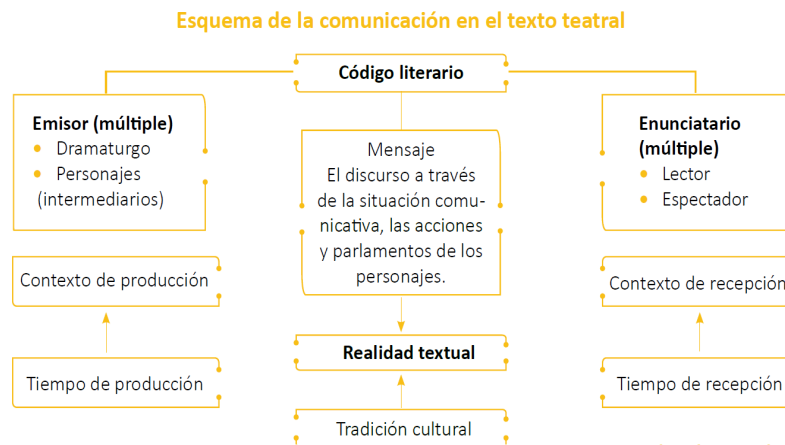 Esquema de la comunicación en el texto teatral
Código literario
Emisor (múltiple)
• Dramaturgo
• Personajes
(intermediarios)
Mensaje
El discurso a través
de la situación comu-
nicativa, las acciones
y parlamentos de los
personajes.
Enunciatario
(múltiple)
• Lector
• Espectador
Contexto de producción
Contexto de recepción
Realidad textual
Tiempo de producción
Tiempo de recepción
Tradición cultural